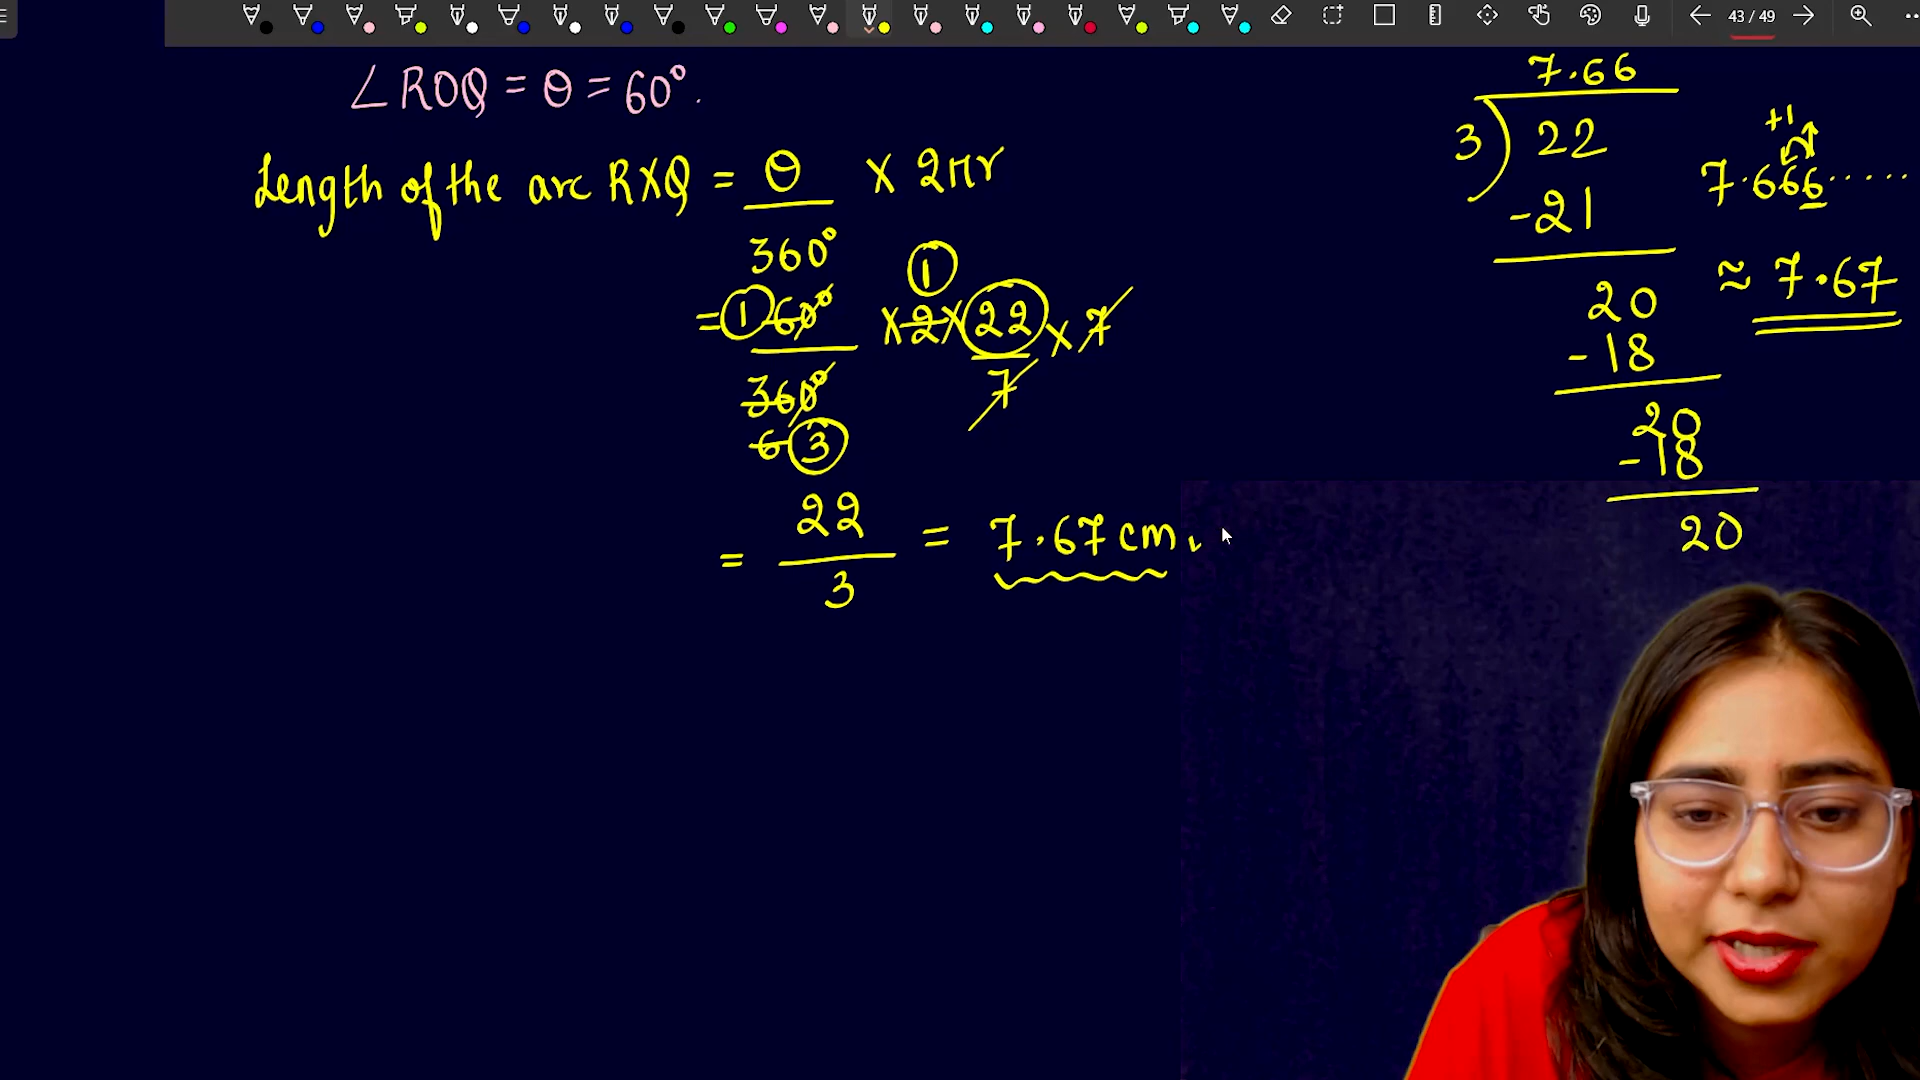 43 / 49
∠ROQ = θ = 60°.
Length of the arc RXQ = θ/360° × 2πr
= 1 60°/360° × 2 × 22/7 × 7
1
6 3
= 22/3 = 7.67 cm.
7.66
3) 22
-21
20
-18
20
-18
20
+1
7.666.....
≈ 7.67